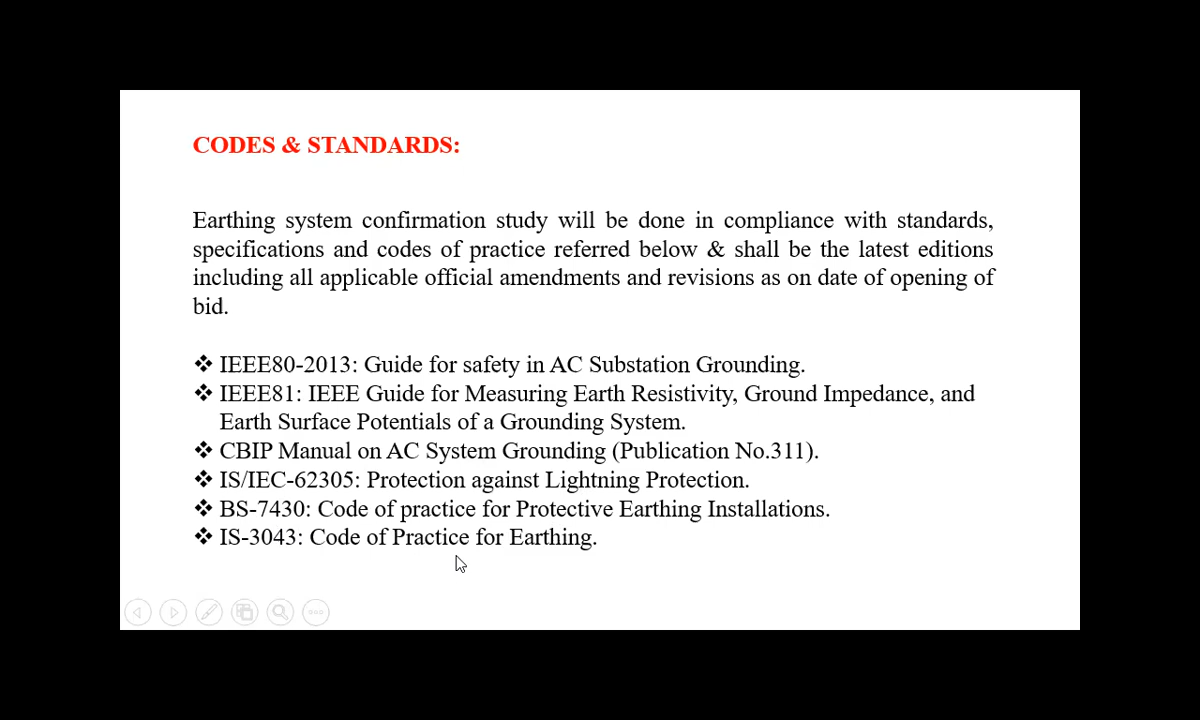 CODES & STANDARDS:
Earthing system confirmation study will be done in compliance with standards,
specifications and codes of practice referred below & shall be the latest editions
including all applicable official amendments and revisions as on date of opening of
bid.
❖ IEEE80-2013: Guide for safety in AC Substation Grounding.
❖ IEEE81: IEEE Guide for Measuring Earth Resistivity, Ground Impedance, and
Earth Surface Potentials of a Grounding System.
❖ CBIP Manual on AC System Grounding (Publication No.311).
❖ IS/IEC-62305: Protection against Lightning Protection.
❖ BS-7430: Code of practice for Protective Earthing Installations.
❖ IS-3043: Code of Practice for Earthing.